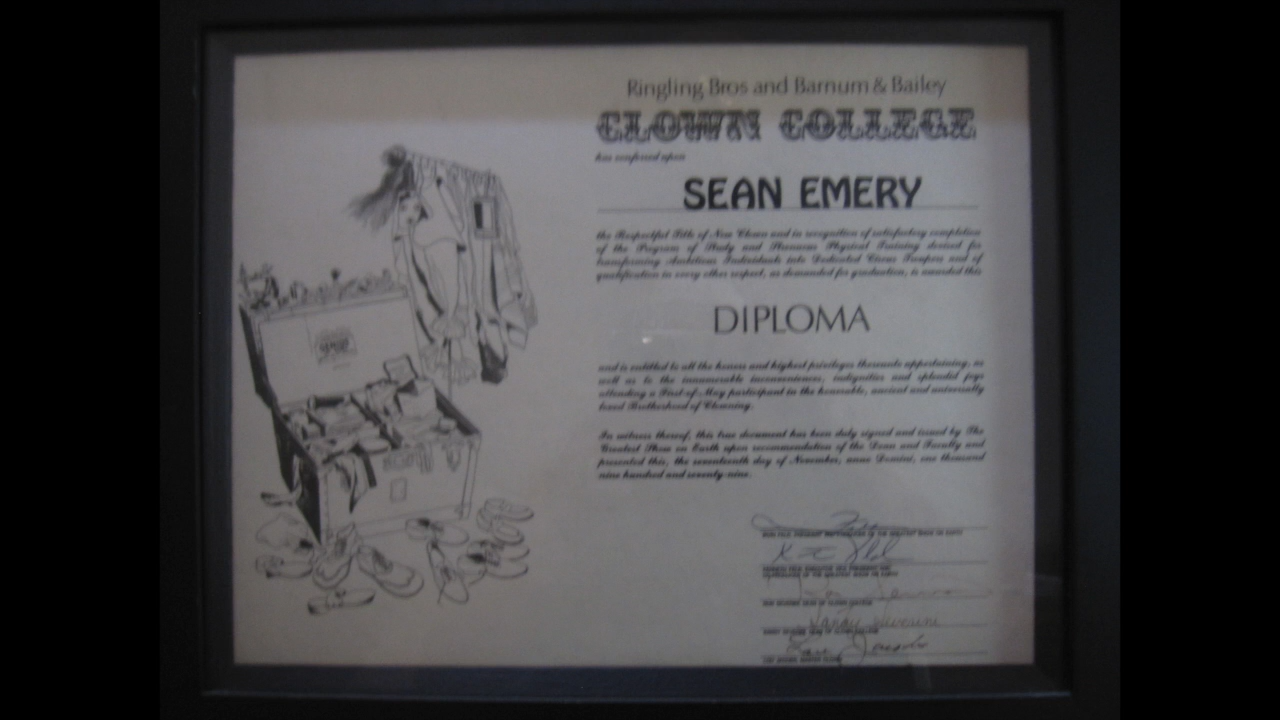 Ringling Bros and Barnum & Bailey
CLOWN COLLEGE
has conferred upon
SEAN EMERY
the Respectful Title of New Clown and in recognition of satisfactory completion
of the Program of Study and Strenuous Physical Training devised for
transforming Ambitious Individuals into Dedicated Circus Troupers and of
qualification in every other respect, as demanded for graduation, is awarded this
DIPLOMA
and is entitled to all the honors and highest privileges thereunto appertaining, as
well as to the innumerable inconveniences, indignities and splendid joys
attending a First-of-May participant in the honorable, ancient and universally
loved Brotherhood of Clowning.
In witness thereof, this true document has been duly signed and issued by The
Greatest Show on Earth upon recommendation of the Dean and Faculty and
presented this, the seventeenth day of November, anno Domini, one thousand
nine hundred and seventy-nine.